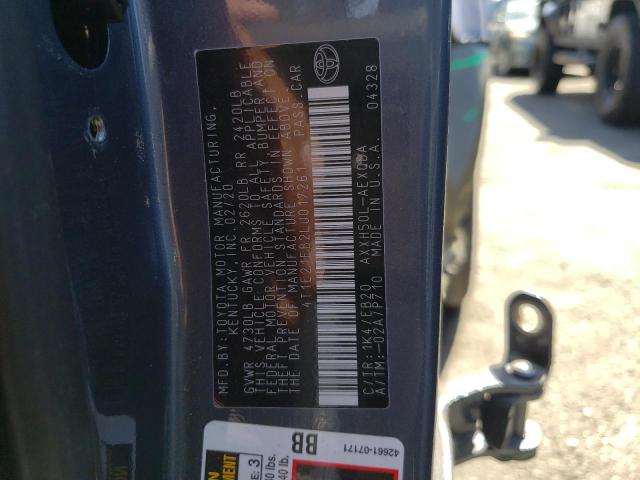 MFD. BY: TOYOTA MOTOR MANUFACTURING,
KENTUCKY, INC. 02/20
GVWR 4730LB GAWR FR 2620LB RR 2420LB
THIS VEHICLE CONFORMS TO ALL APPLICABLE
FEDERAL MOTOR VEHICLE SAFETY, BUMPER AND
THEFT PREVENTION STANDARDS IN EFFECT ON
THE DATE OF MANUFACTURE SHOWN ABOVE.
4T1E21FB2LU017261 PASS. CAR
C/TR: 1K4/FB20 AXXH50L-AEXQBA
A/TM: -02A/P710 MADE IN U.S.A. 04328
BB
42661-07171